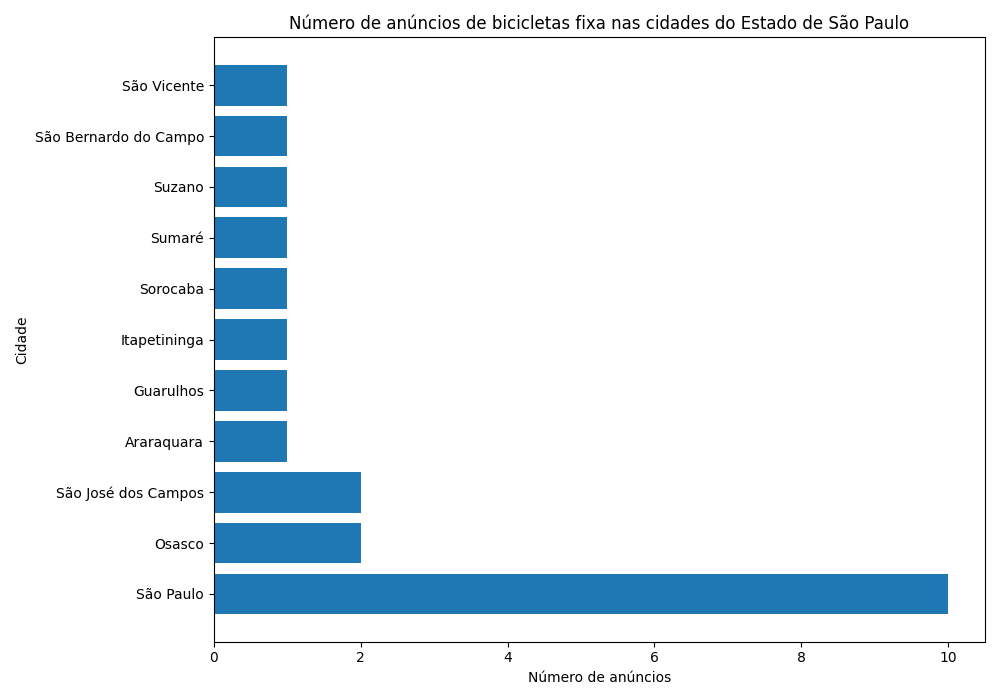 Número de anúncios de bicicletas fixa nas cidades do Estado de São Paulo
Cidade
São Vicente
São Bernardo do Campo
Suzano
Sumaré
Sorocaba
Itapetininga
Guarulhos
Araraquara
São José dos Campos
Osasco
São Paulo
0 2 4 6 8 10
Número de anúncios